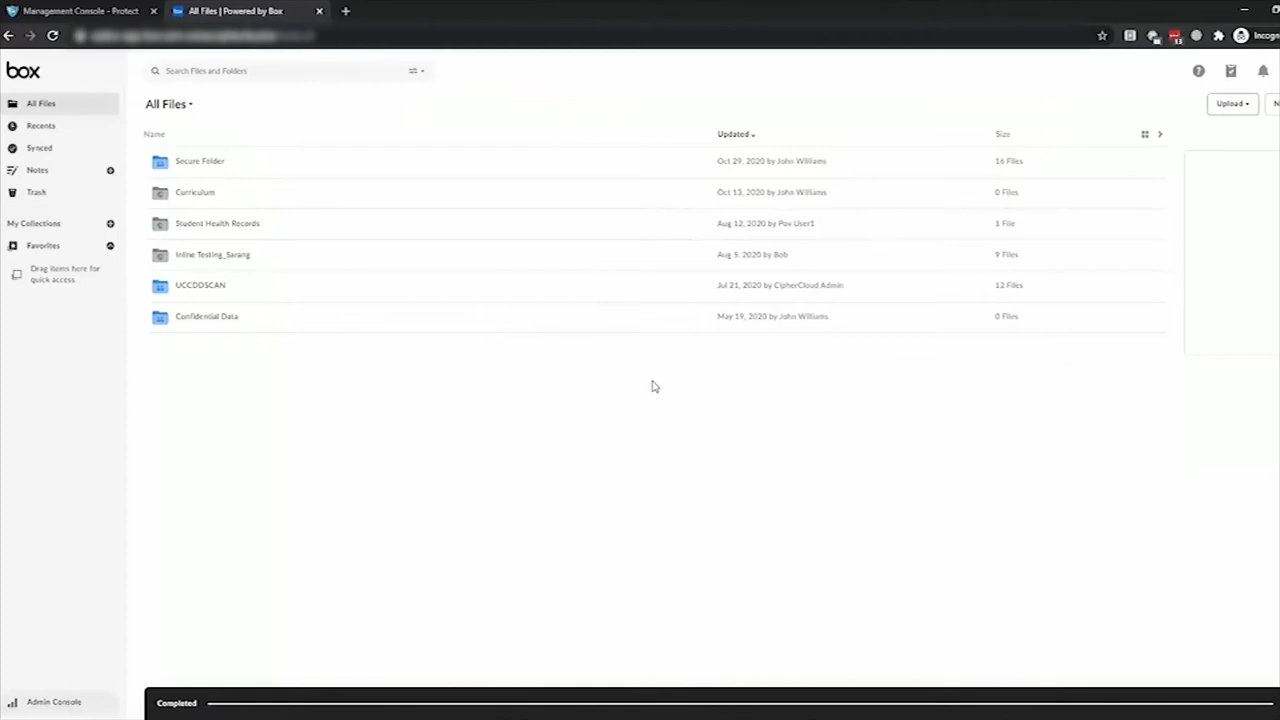 Management Console - Protect
All Files | Powered by Box
Incogn
box
Search Files and Folders
All Files
Recents
Synced
Notes
Trash
My Collections
Favorites
Drag items here for
quick access
Admin Console
All Files
Upload
N
Name Updated Size
Secure Folder Oct 29, 2020 by John Williams 16 Files
Curriculum Oct 13, 2020 by John Williams 0 Files
Student Health Records Aug 12, 2020 by Pov User1 1 File
Inline Testing_Sarang Aug 5, 2020 by Bob 9 Files
UCCDDSCAN Jul 21, 2020 by CipherCloud Admin 12 Files
Confidential Data May 19, 2020 by John Williams 0 Files
Completed